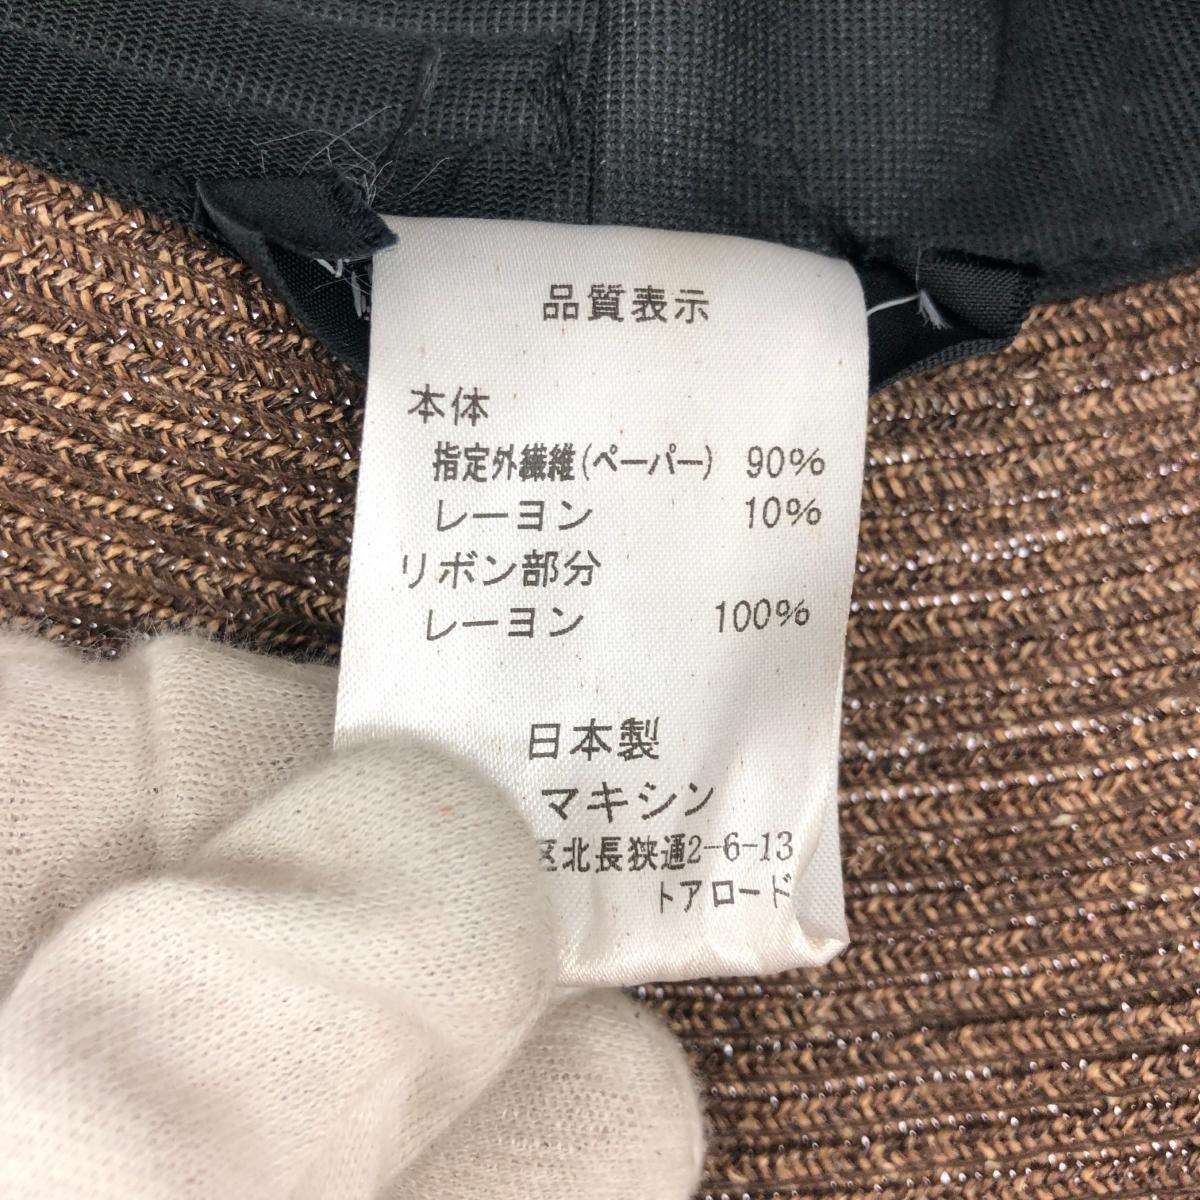 品質表示
本体
指定外繊維(ペーパー) 90%
レーヨン 10%
リボン部分
レーヨン 100%
日本製
マキシン
区北長狭通2-6-13
トアロード